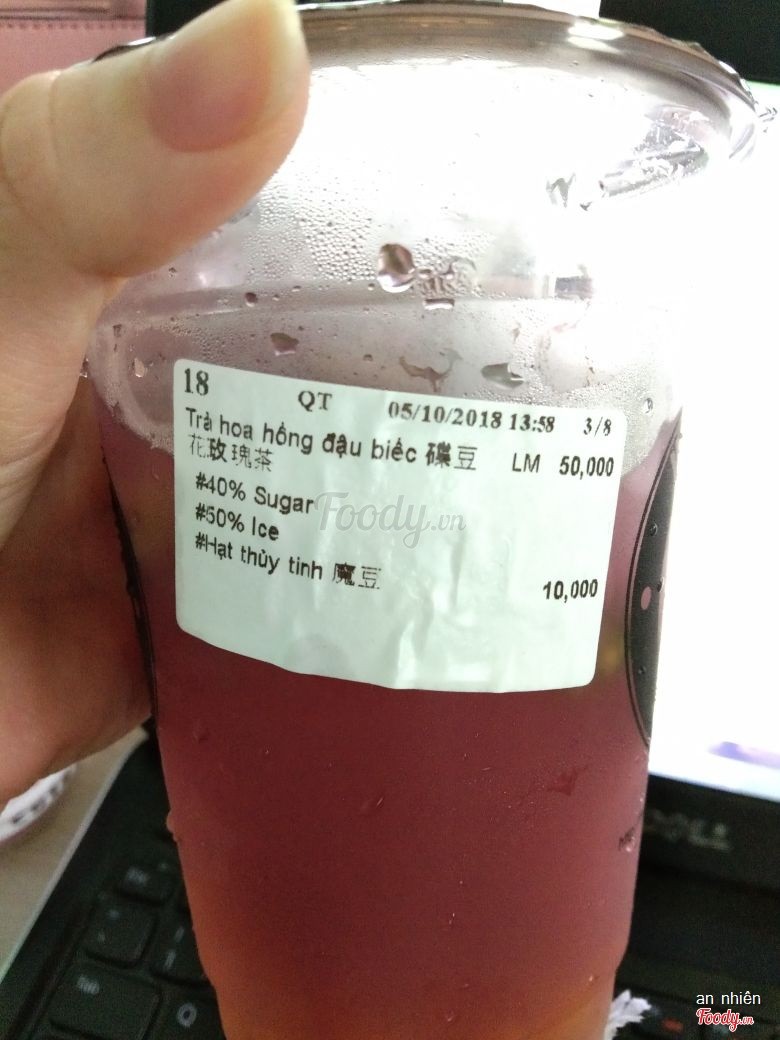 18 QT 05/10/2018 13:58 3/8
Trà hoa hồng đậu biếc 碟豆 LM 50,000
花玫瑰茶
#40% Sugar
#50% Ice
#Hạt thủy tinh 魔豆 10,000
Foody.vn
DELL
Tab
Q
an nhiên
Foody.vn